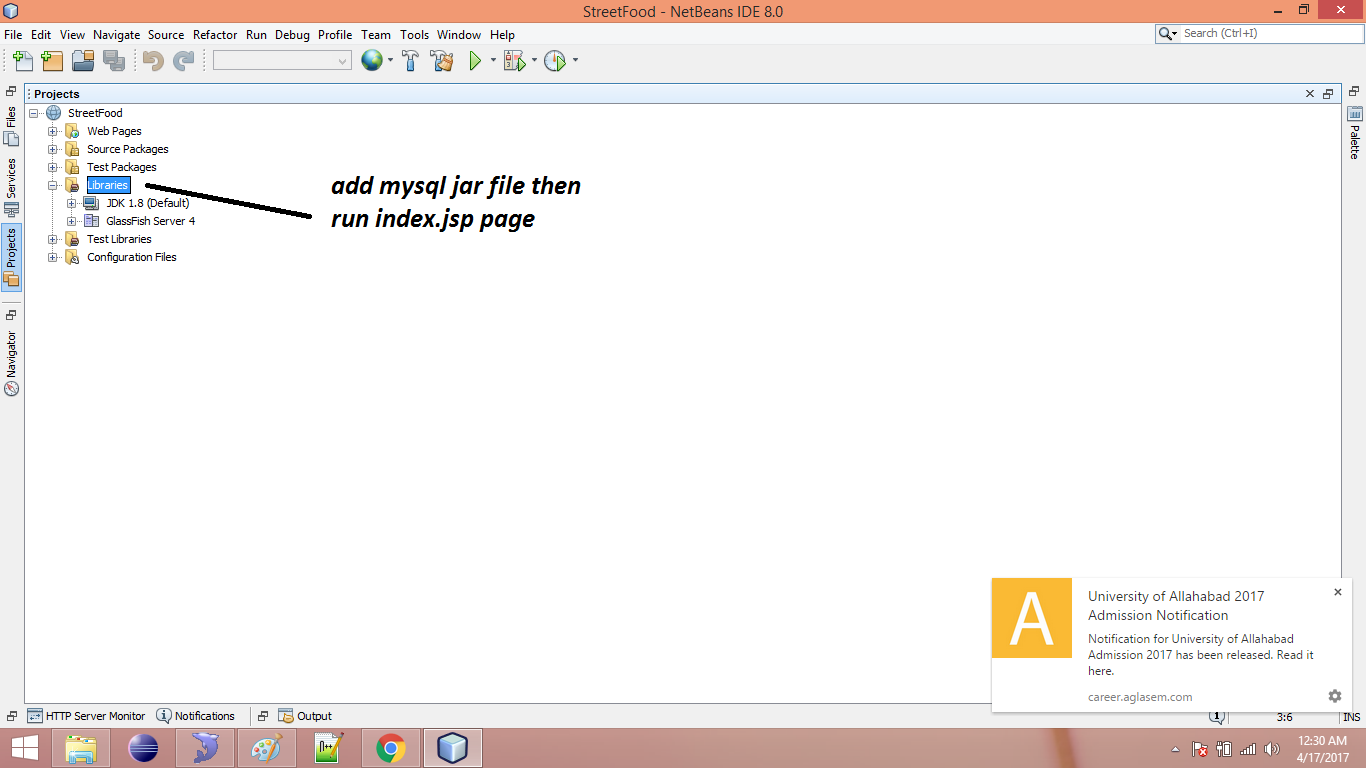 StreetFood - NetBeans IDE 8.0
File Edit View Navigate Source Refactor Run Debug Profile Team Tools Window Help
Search (Ctrl+I)
Projects
Files
Services
Projects
Navigator
StreetFood
Web Pages
Source Packages
Test Packages
Libraries
JDK 1.8 (Default)
GlassFish Server 4
Test Libraries
Configuration Files
add mysql jar file then
run index.jsp page
Palette
A
University of Allahabad 2017
Admission Notification
Notification for University of Allahabad
Admission 2017 has been released. Read it
here.
career.aglasem.com
HTTP Server Monitor Notifications Output
3:6 INS
N++
12:30 AM
4/17/2017